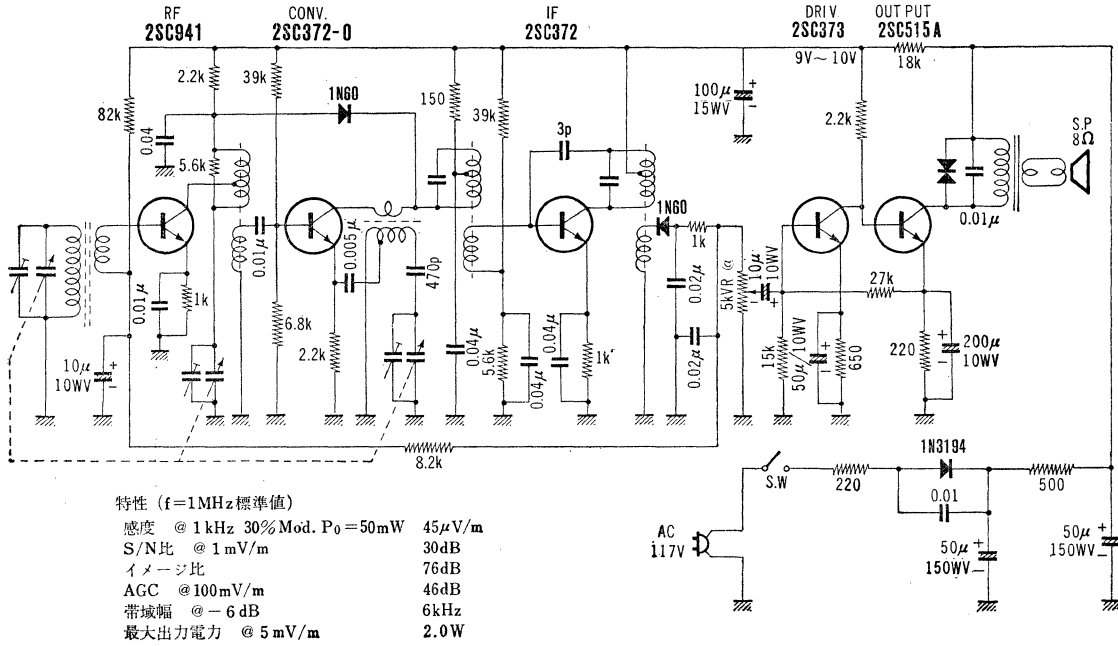 RF
2SC941
CONV.
2SC372-O
IF
2SC372
DRIV.
2SC373
OUT PUT
2SC515A
9V~10V
18k
2.2k
39k
1N60
150
39k
100μ
15WV
2.2k
S.P
8Ω
82k
0.04
3p
5.6k
1N60
0.01μ
1k
0.01μ
0.005μ
470p
0.02μ
5kVR @
10μ
10WV
27k
0.01μ
1k
6.8k
2.2k
0.04μ
5.6k
0.04μ
0.04μ
1k
0.02μ
15k
50μ
10WV
650
220
200μ
10WV
10μ
10WV
8.2k
S.W
220
1N3194
0.01
500
AC
117V
50μ
150WV
50μ
150WV
特性 (f=1MHz標準値)
感度 @ 1 kHz 30% Mod. P₀=50mW 45μV/m
S/N比 @ 1 mV/m 30dB
イメージ比 76dB
AGC @100mV/m 46dB
帯域幅 @-6dB 6kHz
最大出力電力 @ 5 mV/m 2.0W